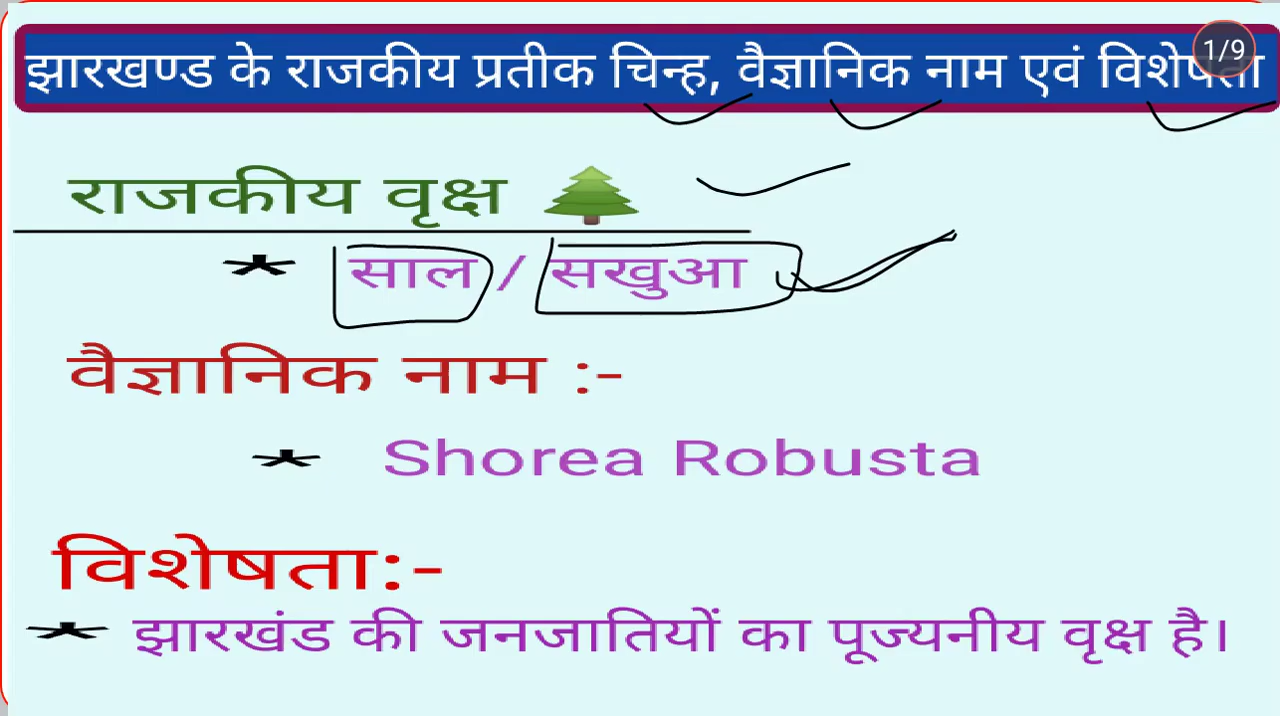 झारखण्ड के राजकीय प्रतीक चिन्ह, वैज्ञानिक नाम एवं विशेषता
1/9
राजकीय वृक्ष
* साल / सखुआ
वैज्ञानिक नाम :-
* Shorea Robusta
विशेषता:-
* झारखंड की जनजातियों का पूज्यनीय वृक्ष है।